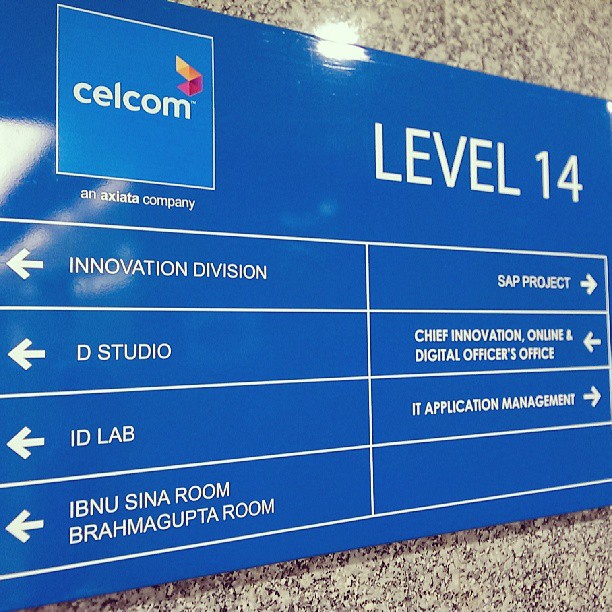 celcom™
an axiata company
LEVEL 14
INNOVATION DIVISION
D STUDIO
ID LAB
IBNU SINA ROOM
BRAHMAGUPTA ROOM
SAP PROJECT
CHIEF INNOVATION, ONLINE &
DIGITAL OFFICER'S OFFICE
IT APPLICATION MANAGEMENT